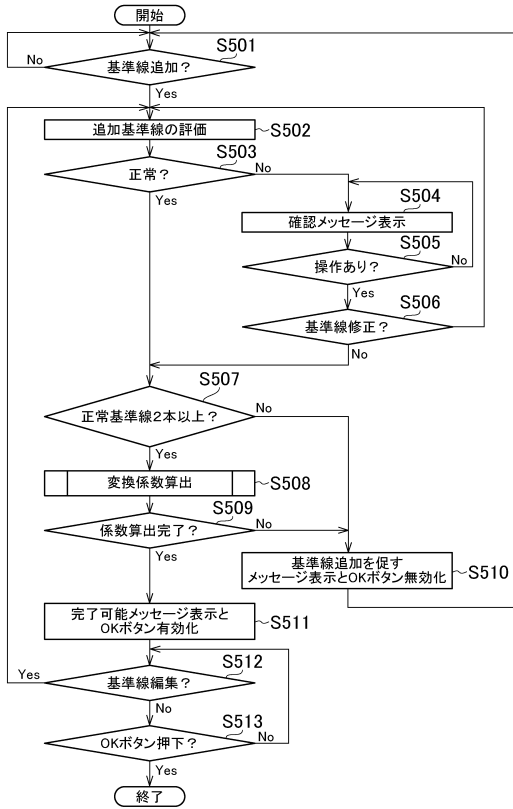 開始
S501
基準線追加？
No
Yes
追加基準線の評価
S502
S503
正常？
No
Yes
S504
確認メッセージ表示
S505
操作あり？
No
Yes
S506
基準線修正？
No
S507
正常基準線2本以上？
No
Yes
変換係数算出
S508
S509
係数算出完了？
No
Yes
基準線追加を促す
メッセージ表示とOKボタン無効化
S510
完了可能メッセージ表示と
OKボタン有効化
S511
S512
Yes
基準線編集？
No
S513
OKボタン押下？
No
Yes
終了